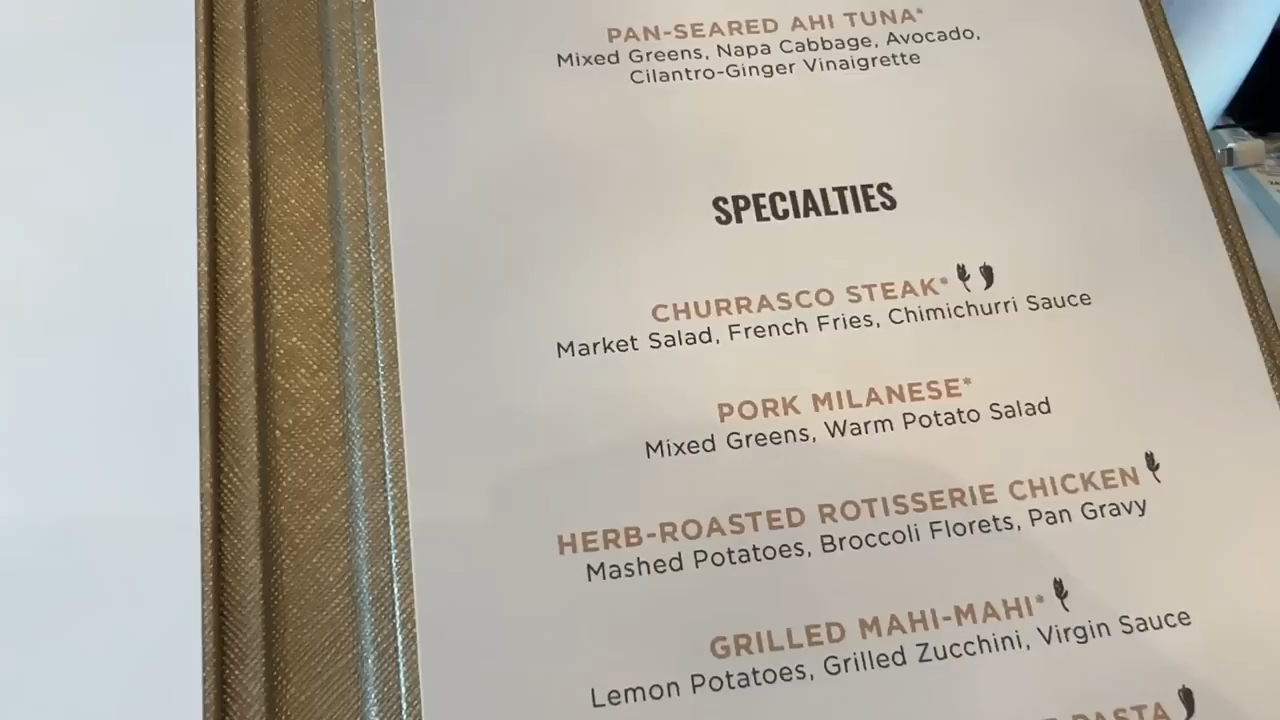 PAN-SEARED AHI TUNA*
Mixed Greens, Napa Cabbage, Avocado,
Cilantro-Ginger Vinaigrette
SPECIALTIES
CHURRASCO STEAK*
Market Salad, French Fries, Chimichurri Sauce
PORK MILANESE*
Mixed Greens, Warm Potato Salad
HERB-ROASTED ROTISSERIE CHICKEN
Mashed Potatoes, Broccoli Florets, Pan Gravy
GRILLED MAHI-MAHI*
Lemon Potatoes, Grilled Zucchini, Virgin Sauce
PASTA